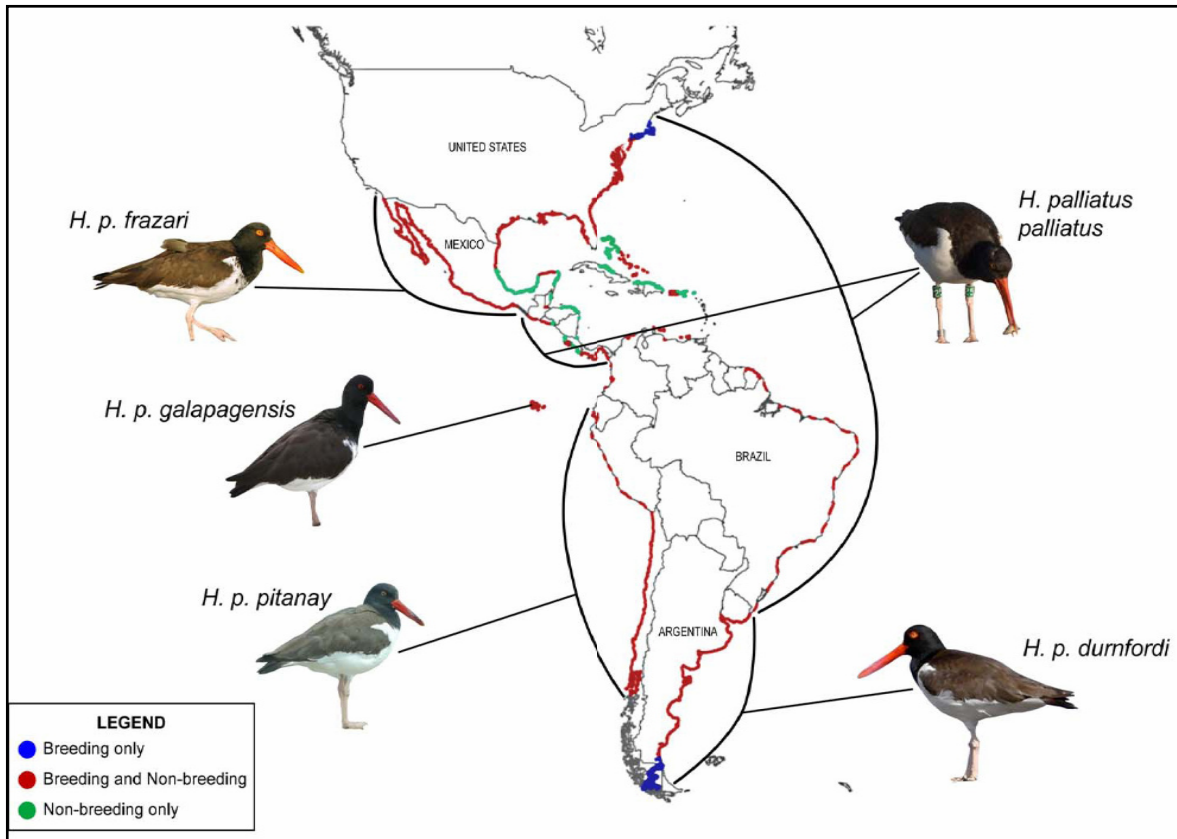 UNITED STATES
H. p. frazari
H. palliatus
palliatus
MEXICO
H. p. galapagensis
BRAZIL
H. p. pitanay
ARGENTINA
H. p. durnfordi
LEGEND
Breeding only
Breeding and Non-breeding
Non-breeding only